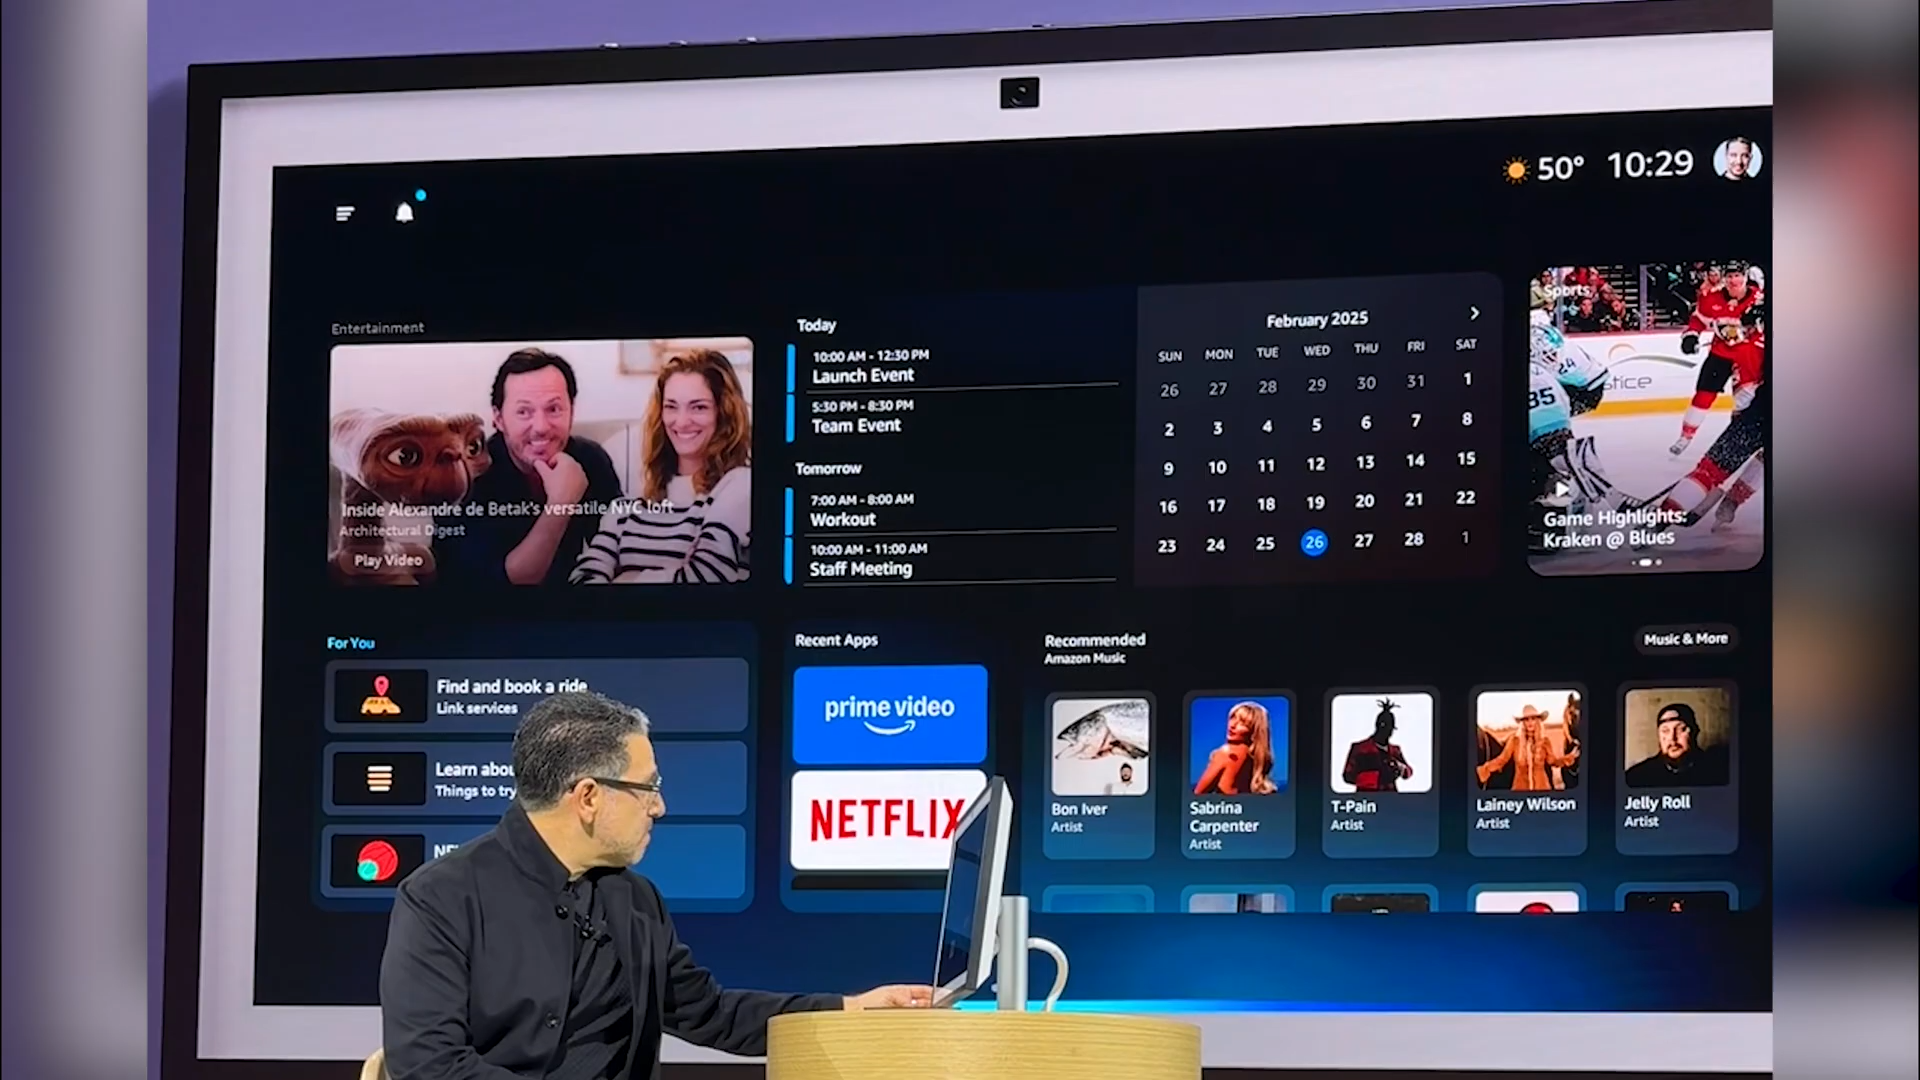 50° 10:29
Entertainment
Inside Alexandre de Betak's versatile NYC loft
Architectural Digest
Play Video
Today
10:00 AM - 12:30 PM
Launch Event
5:30 PM - 8:30 PM
Team Event
Tomorrow
7:00 AM - 8:00 AM
Workout
10:00 AM - 11:00 AM
Staff Meeting
February 2025
SUN MON TUE WED THU FRI SAT
26 27 28 29 30 31 1
2 3 4 5 6 7 8
9 10 11 12 13 14 15
16 17 18 19 20 21 22
23 24 25 26 27 28 1
Sports
24
35
stice
Game Highlights:
Kraken @ Blues
For You
Find and book a ride
Link services
Learn abou
Things to try
Recent Apps
prime video
NETFLIX
Recommended
Amazon Music
Music & More
Bon Iver
Artist
Sabrina
Carpenter
Artist
T-Pain
Artist
Lainey Wilson
Artist
Jelly Roll
Artist